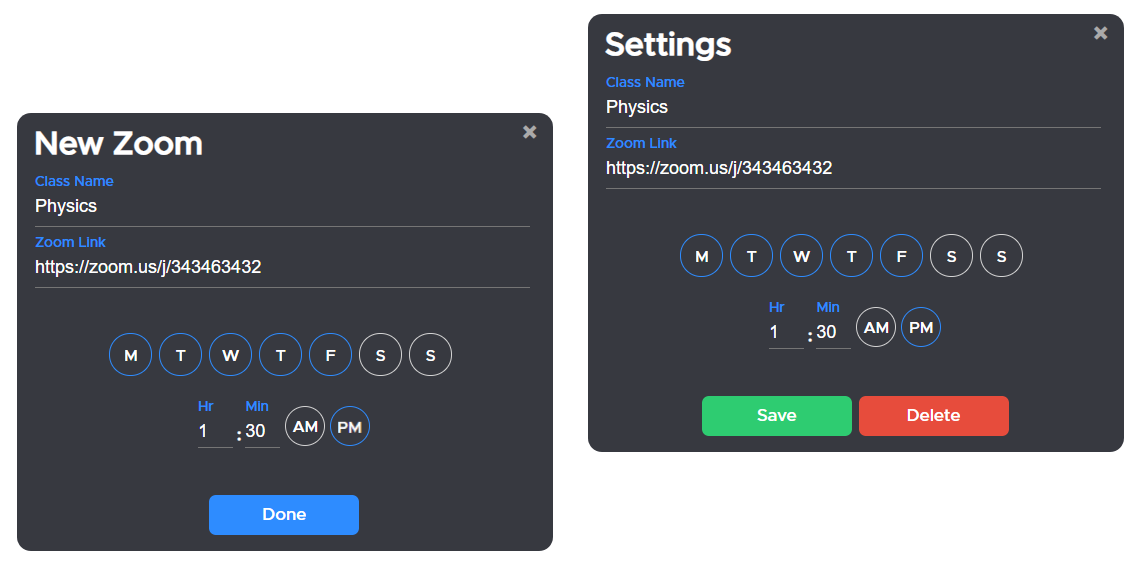 New Zoom
×
Class Name
Physics
Zoom Link
https://zoom.us/j/343463432
M T W T F S S
Hr Min
1 : 30 AM PM
Done
Settings
×
Class Name
Physics
Zoom Link
https://zoom.us/j/343463432
M T W T F S S
Hr Min
1 : 30 AM PM
Save Delete